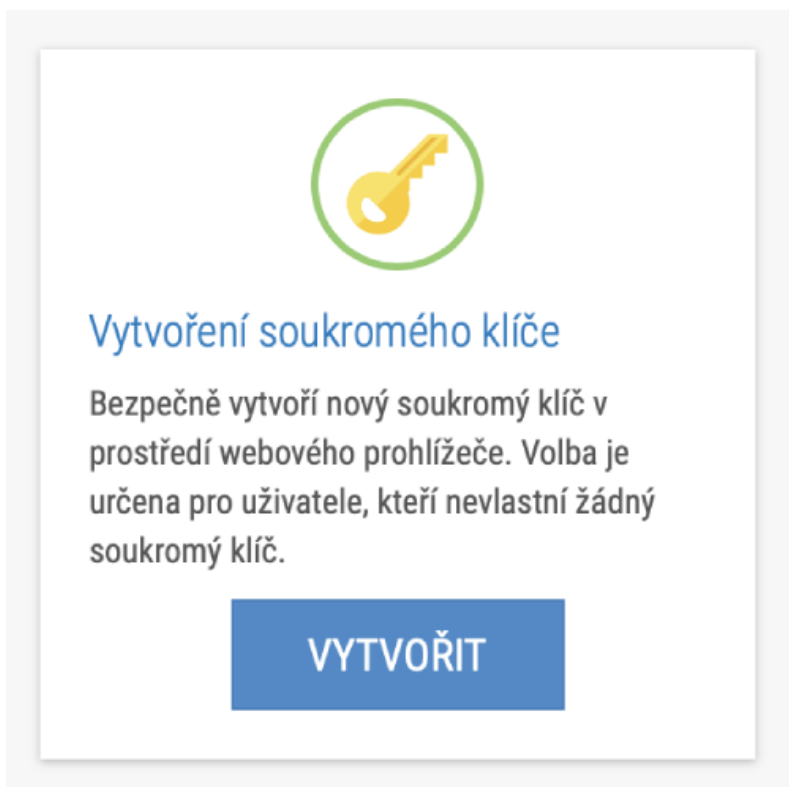 Vytvoření soukromého klíče
Bezpečně vytvoří nový soukromý klíč v
prostředí webového prohlížeče. Volba je
určena pro uživatele, kteří nevlastní žádný
soukromý klíč.
VYTVOŘIT